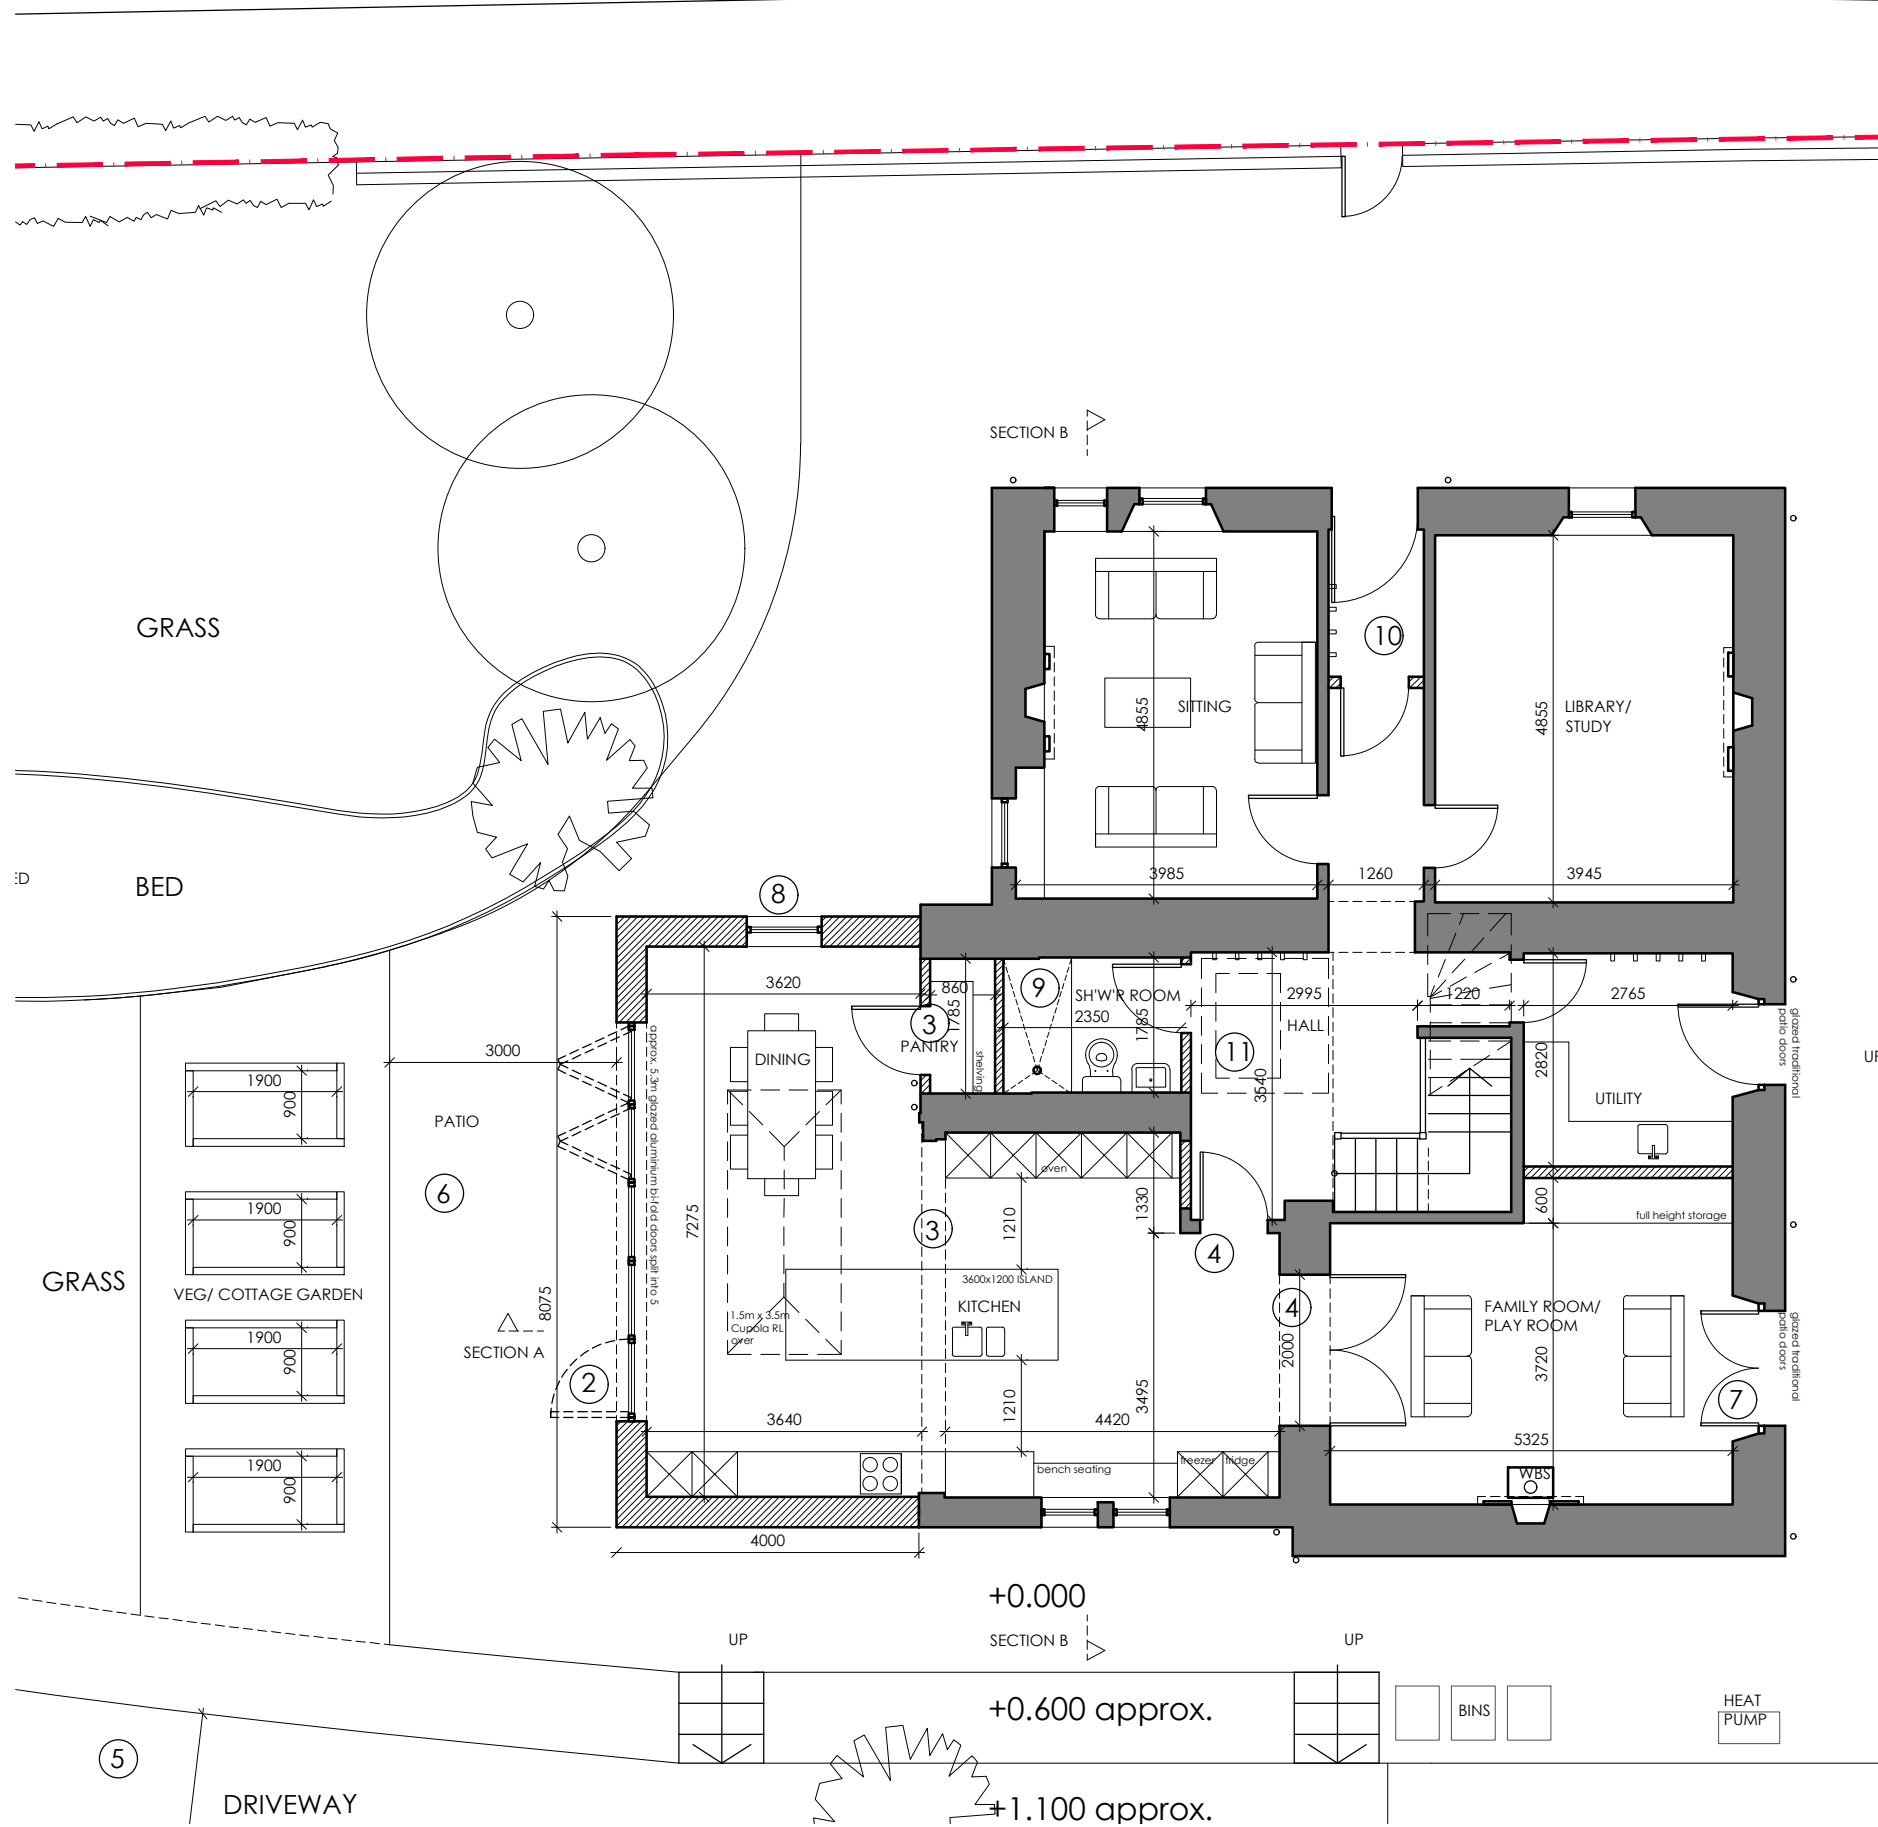 SECTION B
GRASS
10
SITTING
4855
4855
LIBRARY/
STUDY
ED
BED
8
3985
1260
3945
3620
860
9
SH'W'R ROOM
2350
1785
1785
3
PANTRY
shelving
2995
HALL
1220
2765
11
3540
2820
UTILITY
glazed traditional
patio doors
UP
3000
DINING
approx. 5.3m glazed aluminium bi-fold doors split into 5
1900
900
PATIO
6
1900
900
VEG/ COTTAGE GARDEN
GRASS
1900
900
1900
900
7275
8075
SECTION A
2
oven
3
1210
1330
4
600
full height storage
3600x1200 ISLAND
KITCHEN
1.5m x 3.5m
Cupola RL
over
4
2000
FAMILY ROOM/
PLAY ROOM
3720
glazed traditional
patio doors
7
3640
1210
4420
3495
5325
bench seating
freezer
fridge
WBS
4000
+0.000
SECTION B
UP
UP
+0.600 approx.
BINS
HEAT
PUMP
5
DRIVEWAY
+1.100 approx.